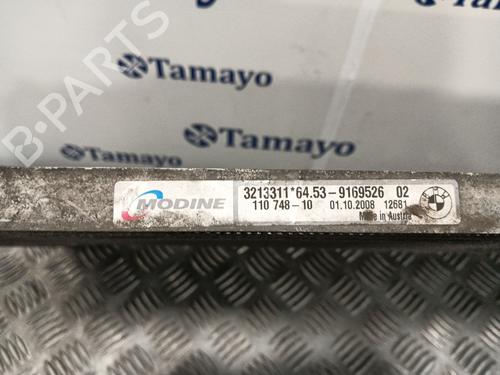 Tamayo
Tamayo
B-PARTS
MODINE
3213311*64.53-9169526 02
110 748-10 01.10.2008 12681
Made in Austria
BMW
Tamayo
Tamayo